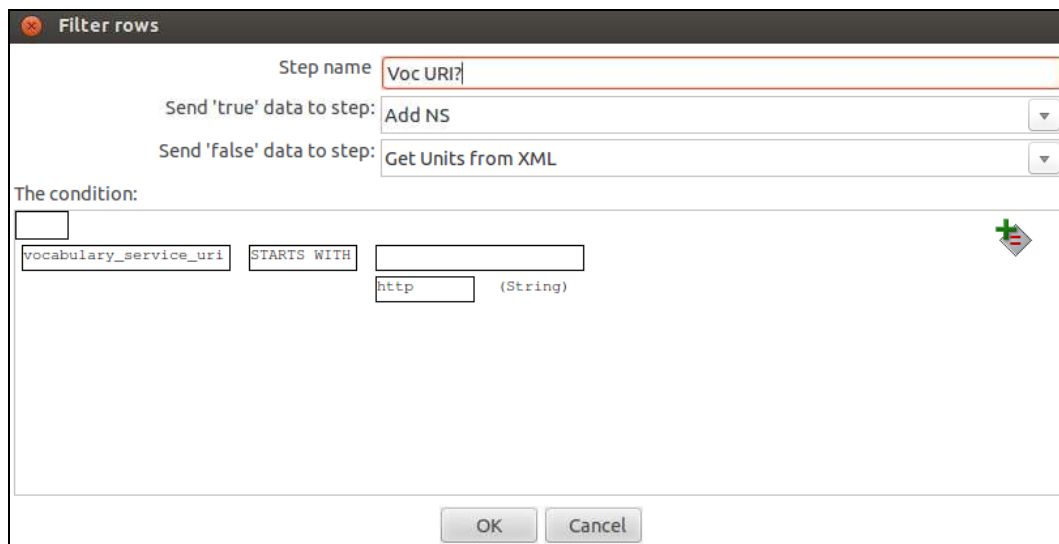 Filter rows
Step name Voc URI?
Send 'true' data to step: Add NS
Send 'false' data to step: Get Units from XML
The condition:
vocabulary_service_uri STARTS WITH
http (String)
OK Cancel